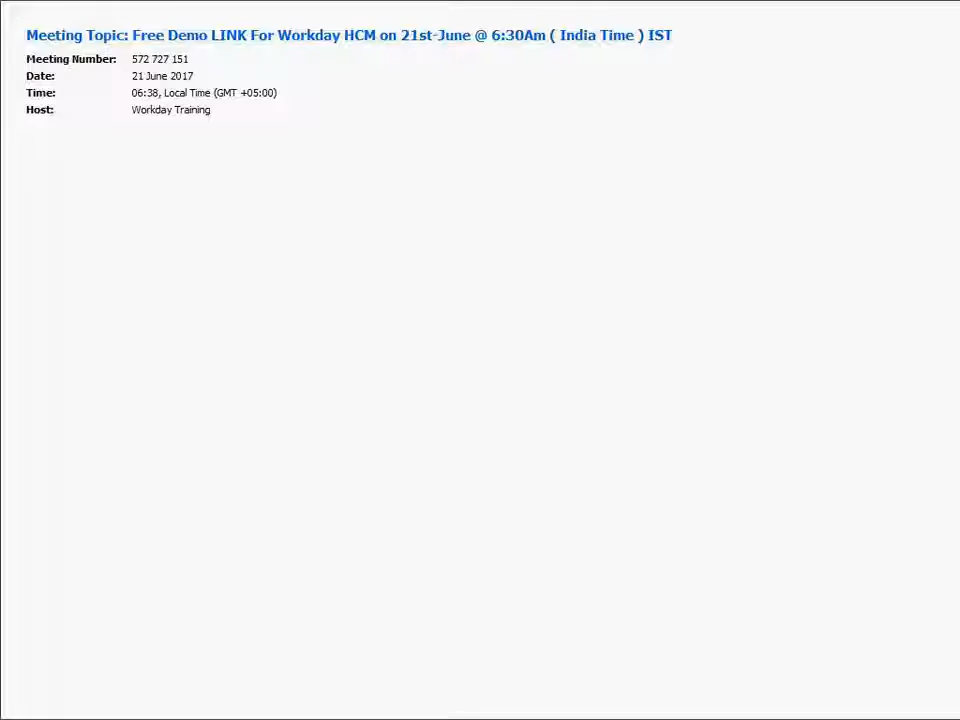 Meeting Topic: Free Demo LINK For Workday HCM on 21st-June @ 6:30Am ( India Time ) IST
Meeting Number: 572 727 151
Date: 21 June 2017
Time: 06:38, Local Time (GMT +05:00)
Host: Workday Training